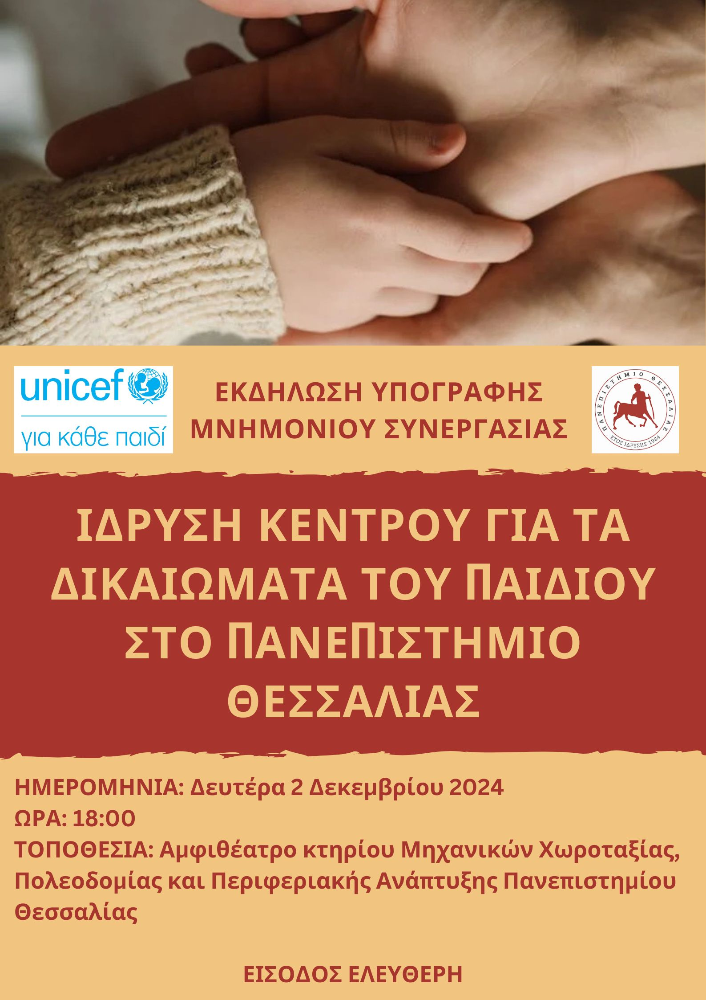 unicef
για κάθε παιδί
ΕΚΔΗΛΩΣΗ ΥΠΟΓΡΑΦΗΣ
ΜΝΗΜΟΝΙΟΥ ΣΥΝΕΡΓΑΣΙΑΣ
ΠΑΝΕΠΙΣΤΗΜΙΟ ΘΕΣΣΑΛΙΑΣ
ΕΤΟΣ ΙΔΡΥΣΗΣ 1984
ΙΔΡΥΣΗ ΚΕΝΤΡΟΥ ΓΙΑ ΤΑ
ΔΙΚΑΙΩΜΑΤΑ ΤΟΥ ΠΑΙΔΙΟΥ
ΣΤΟ ΠΑΝΕΠΙΣΤΗΜΙΟ
ΘΕΣΣΑΛΙΑΣ
ΗΜΕΡΟΜΗΝΙΑ: Δευτέρα 2 Δεκεμβρίου 2024
ΩΡΑ: 18:00
ΤΟΠΟΘΕΣΙΑ: Αμφιθέατρο κτηρίου Μηχανικών Χωροταξίας,
Πολεοδομίας και Περιφεριακής Ανάπτυξης Πανεπιστημίου
Θεσσαλίας
ΕΙΣΟΔΟΣ ΕΛΕΥΘΕΡΗ